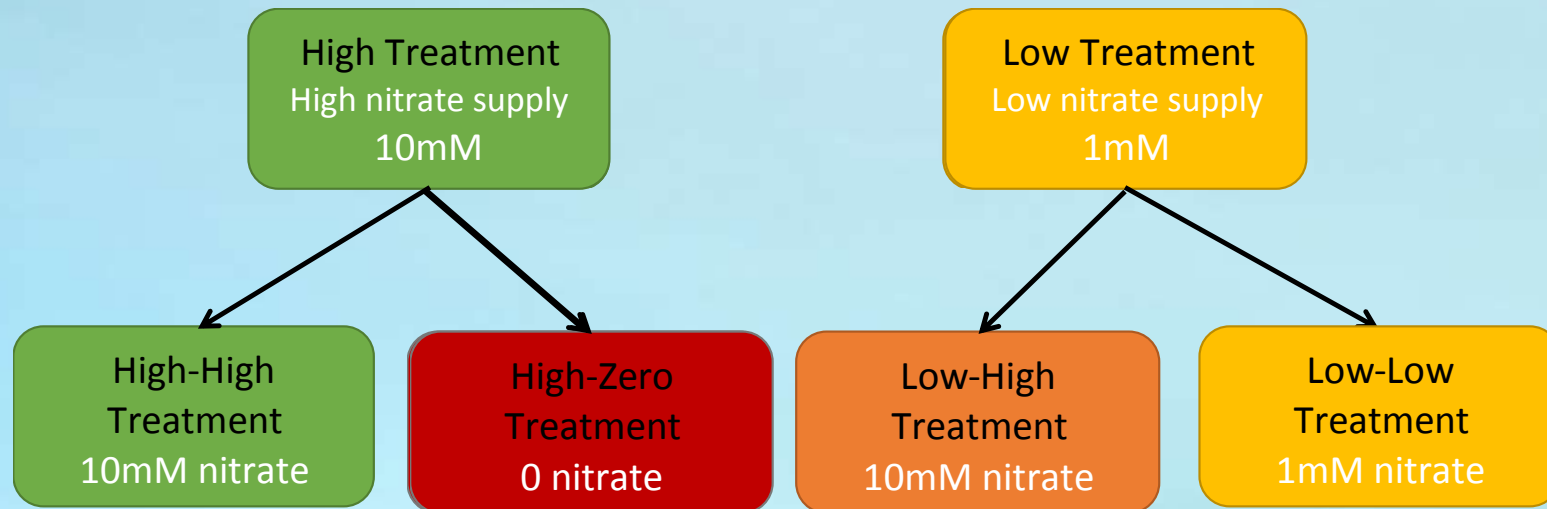 High Treatment
High nitrate supply
10mM
Low Treatment
Low nitrate supply
1mM
High-High
Treatment
10mM nitrate
High-Zero
Treatment
0 nitrate
Low-High
Treatment
10mM nitrate
Low-Low
Treatment
1mM nitrate